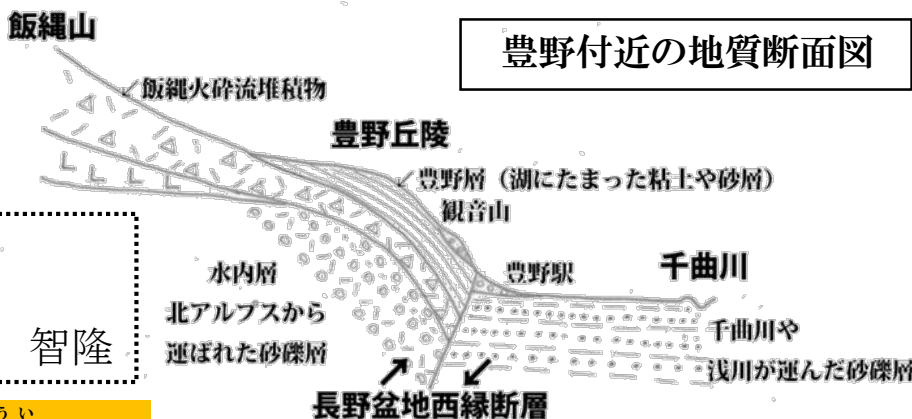 飯縄山
豊野付近の地質断面図
飯縄火砕流堆積物
豊野丘陵
豊野層（湖にたまった粘土や砂層）
観音山
豊野駅
千曲川
水内層
北アルプスから
運ばれた砂礫層
智隆
千曲川や
浅川が運んだ砂礫層
長野盆地西縁断層